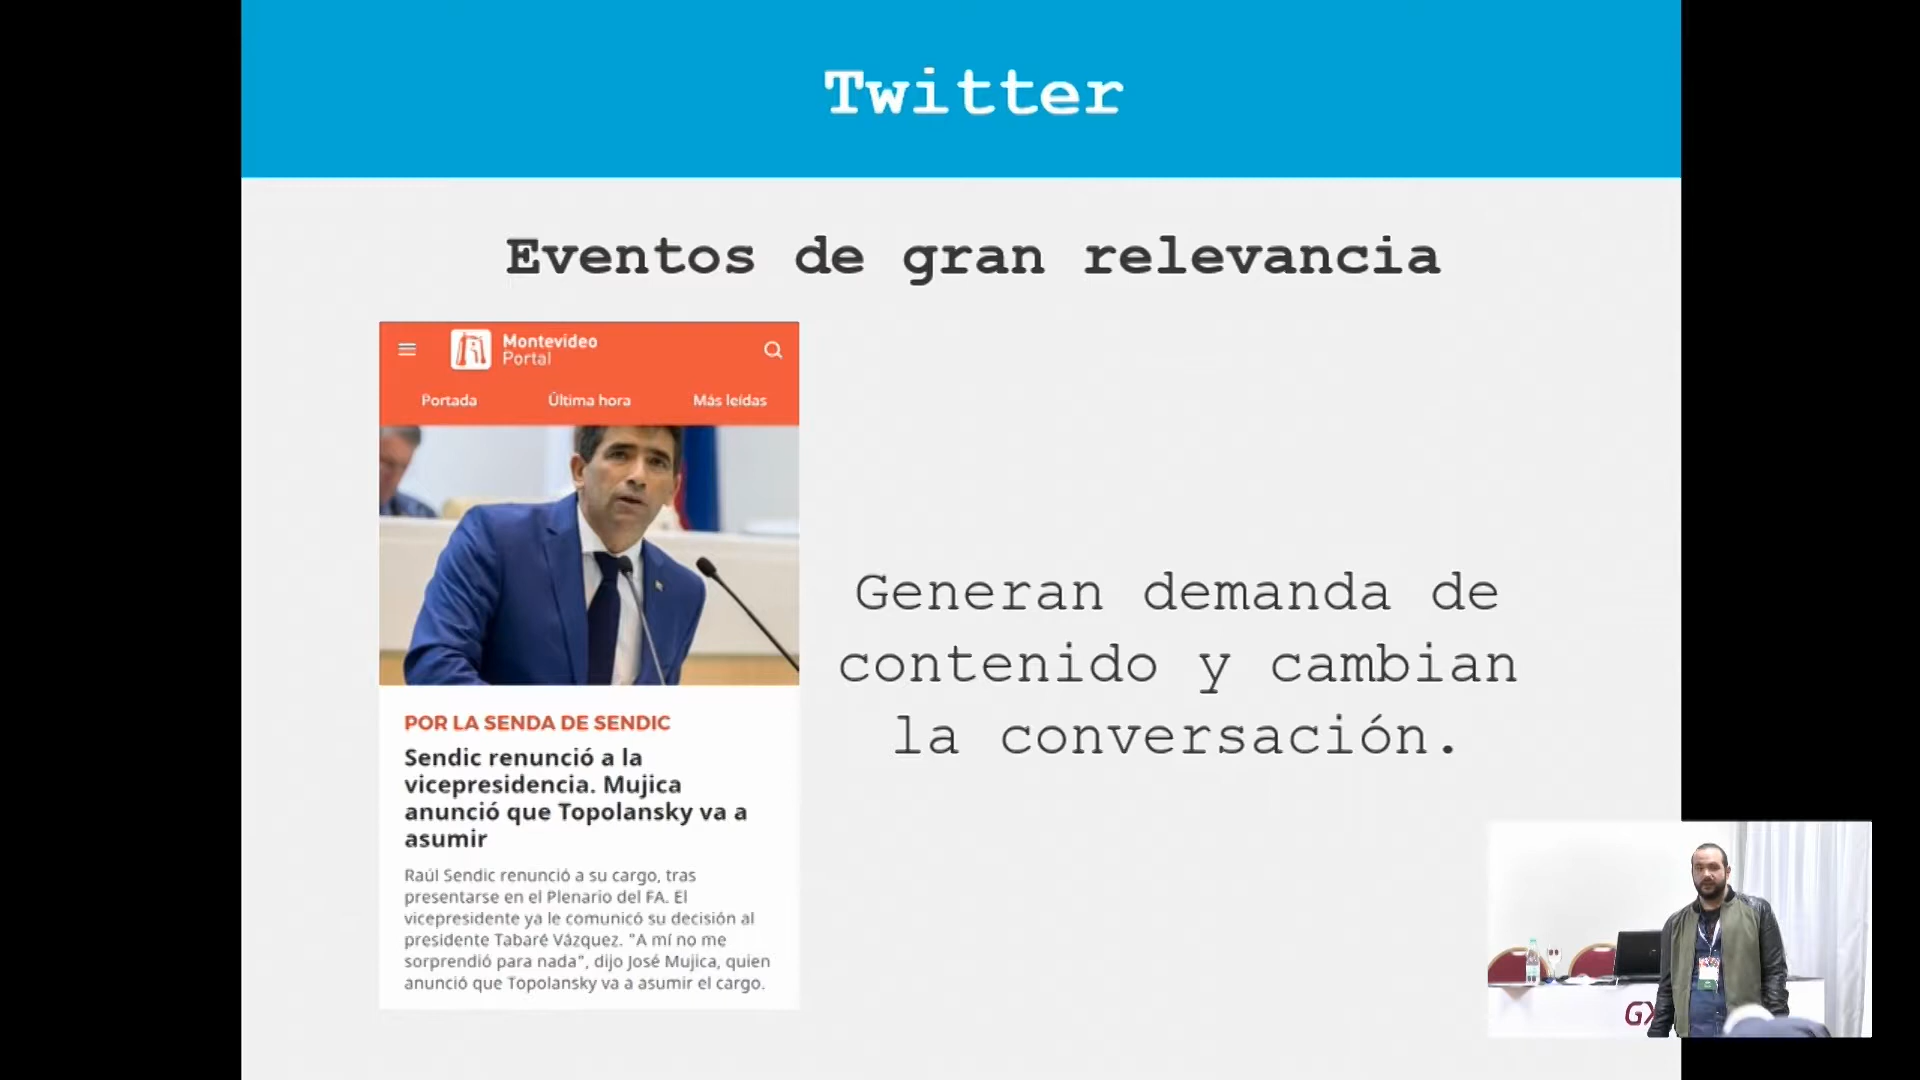 Twitter
Eventos de gran relevancia
Montevideo
Portal
Portada Última hora Más leídas
POR LA SENDA DE SENDIC
Sendic renunció a la
vicepresidencia. Mujica
anunció que Topolansky va a
asumir
Raúl Sendic renunció a su cargo, tras
presentarse en el Plenario del FA. El
vicepresidente ya le comunicó su decisión al
presidente Tabaré Vázquez. "A mí no me
sorprendió para nada", dijo José Mujica, quien
anunció que Topolansky va a asumir el cargo.
Generan demanda de
contenido y cambian
la conversación.
GX